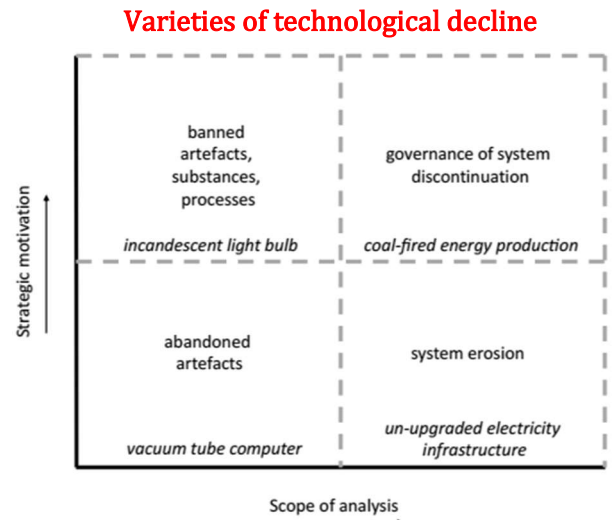 Varieties of technological decline
Strategic motivation
banned
artefacts,
substances,
processes
incandescent light bulb
governance of system
discontinuation
coal-fired energy production
abandoned
artefacts
vacuum tube computer
system erosion
un-upgraded electricity
infrastructure
Scope of analysis